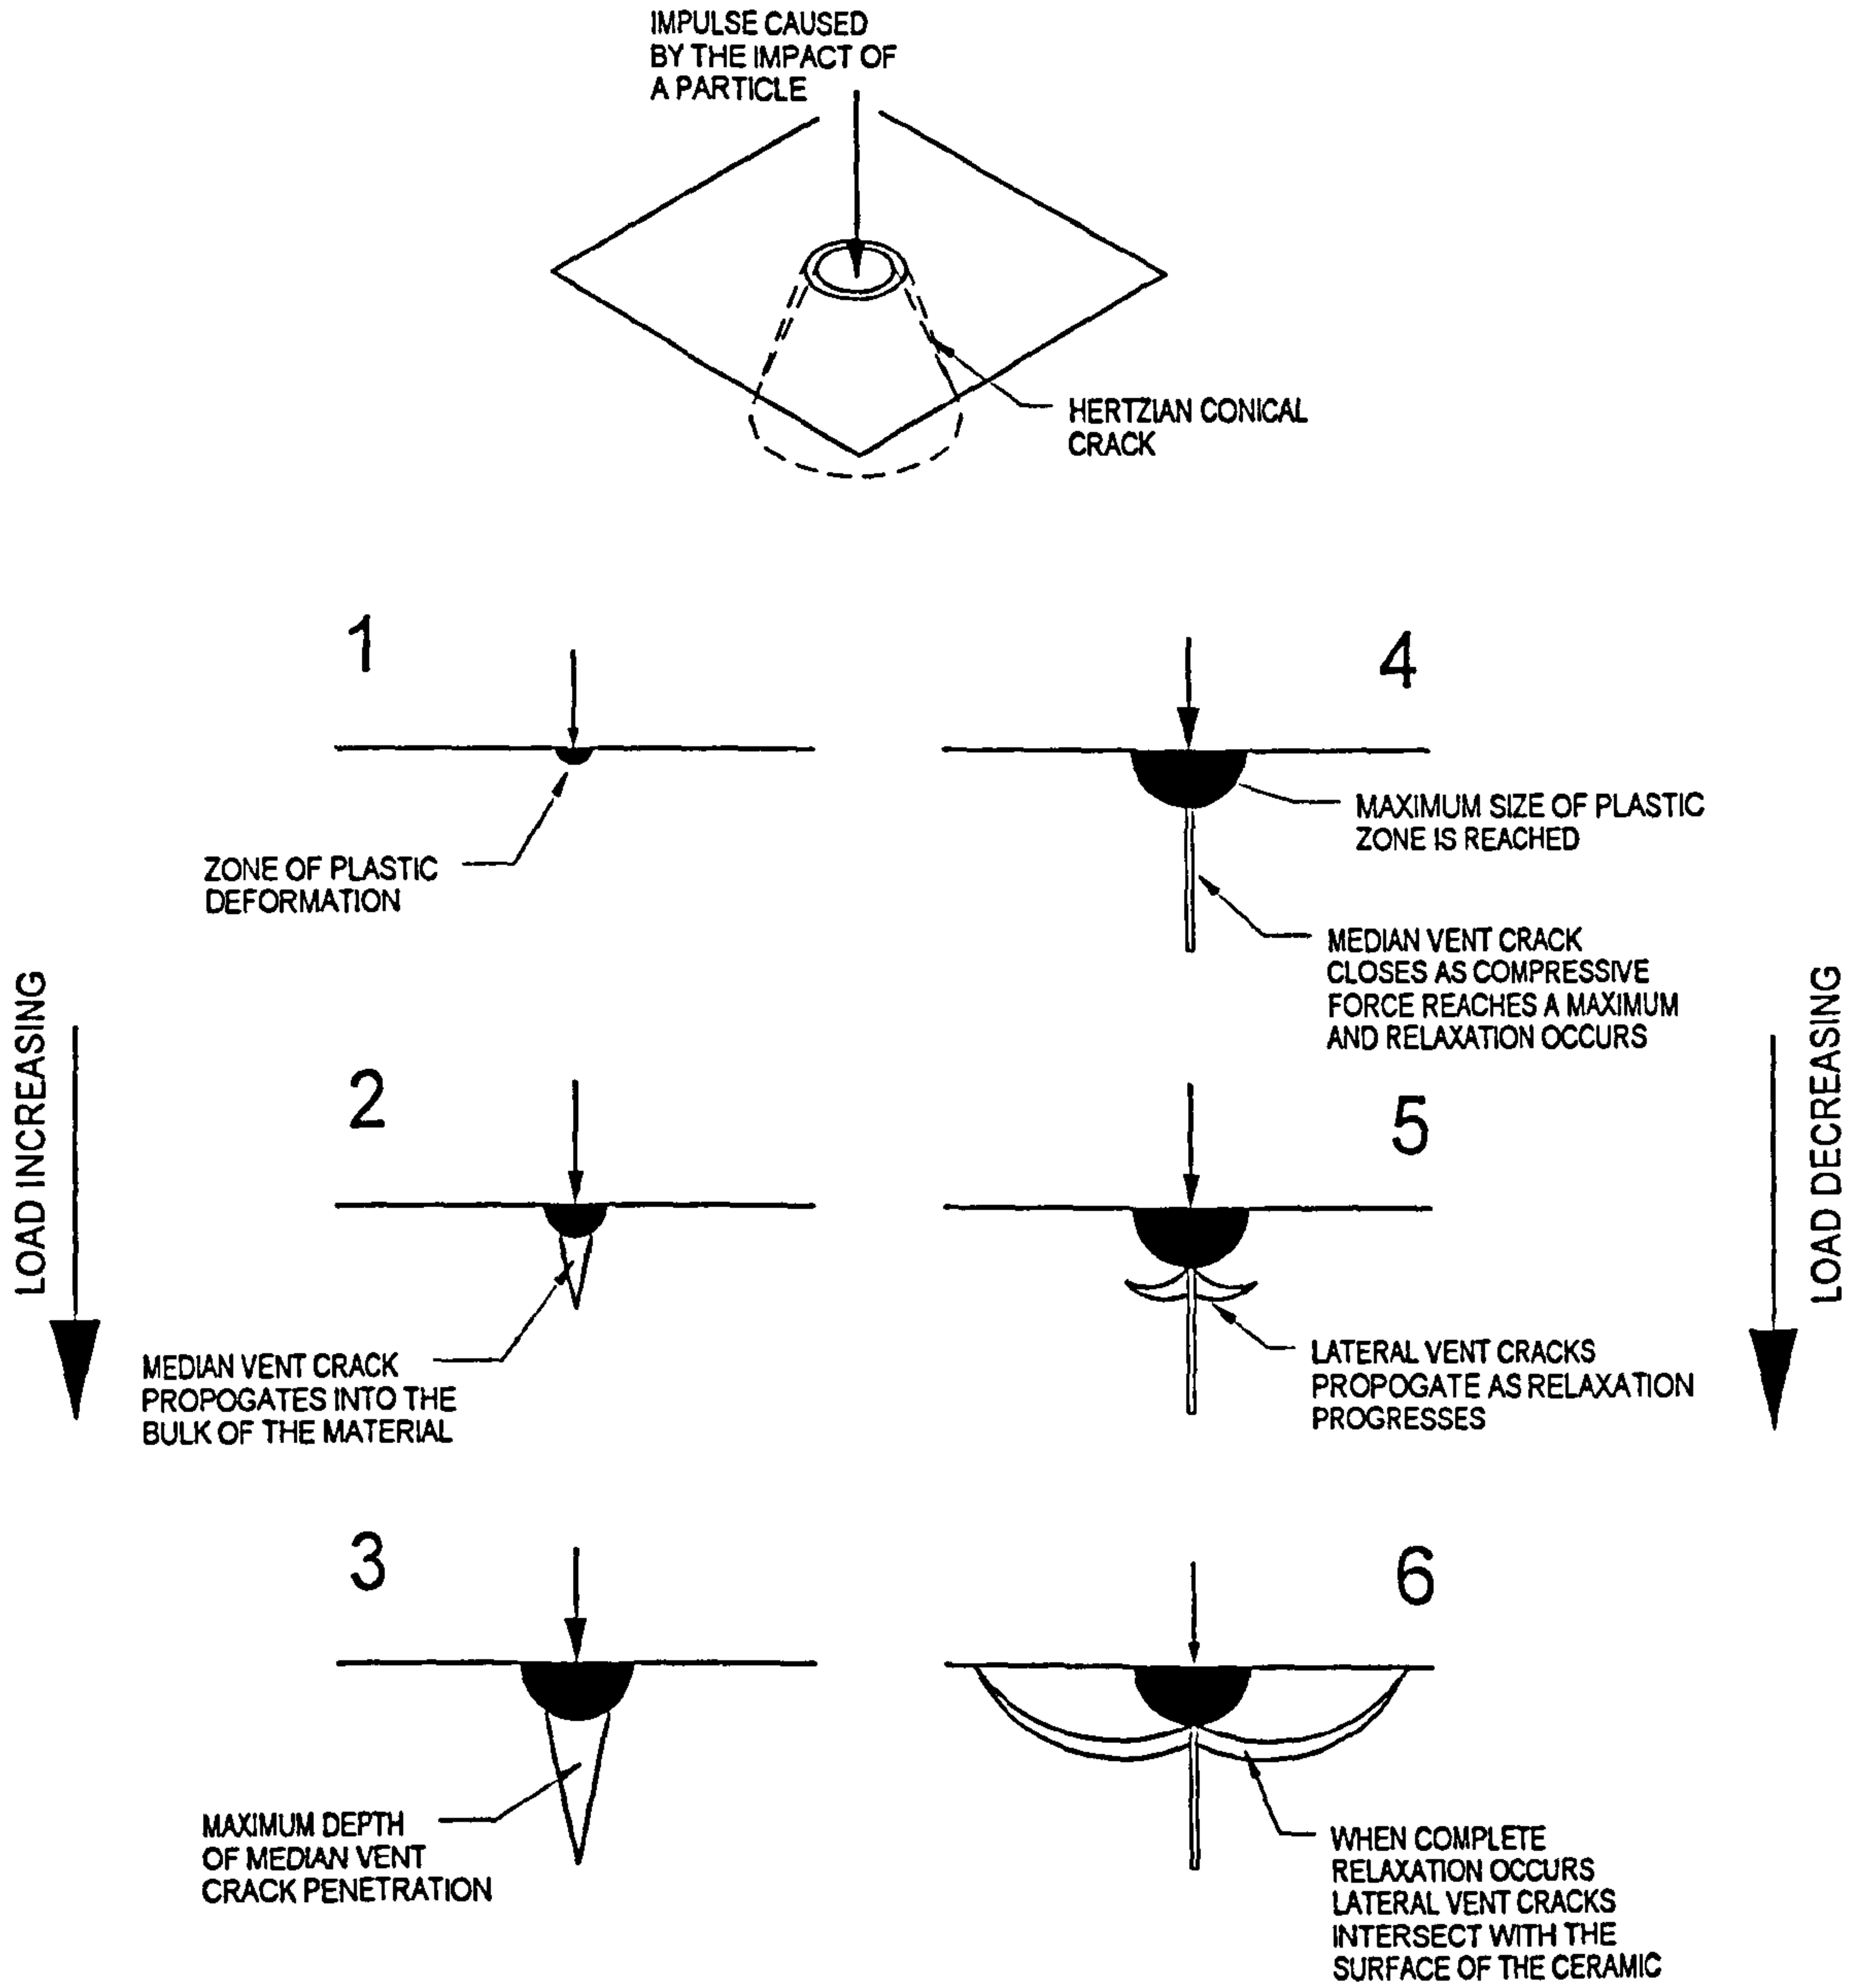 IMPULSE CAUSED
BY THE IMPACT OF
A PARTICLE
HERTZIAN CONICAL
CRACK
1
ZONE OF PLASTIC
DEFORMATION
LOAD INCREASING
2
MEDIAN VENT CRACK
PROPOGATES INTO THE
BULK OF THE MATERIAL
3
MAXIMUM DEPTH
OF MEDIAN VENT
CRACK PENETRATION
4
MAXIMUM SIZE OF PLASTIC
ZONE IS REACHED
MEDIAN VENT CRACK
CLOSES AS COMPRESSIVE
FORCE REACHES A MAXIMUM
AND RELAXATION OCCURS
LOAD DECREASING
5
LATERAL VENT CRACKS
PROPOGATE AS RELAXATION
PROGRESSES
6
WHEN COMPLETE
RELAXATION OCCURS
LATERAL VENT CRACKS
INTERSECT WITH THE
SURFACE OF THE CERAMIC